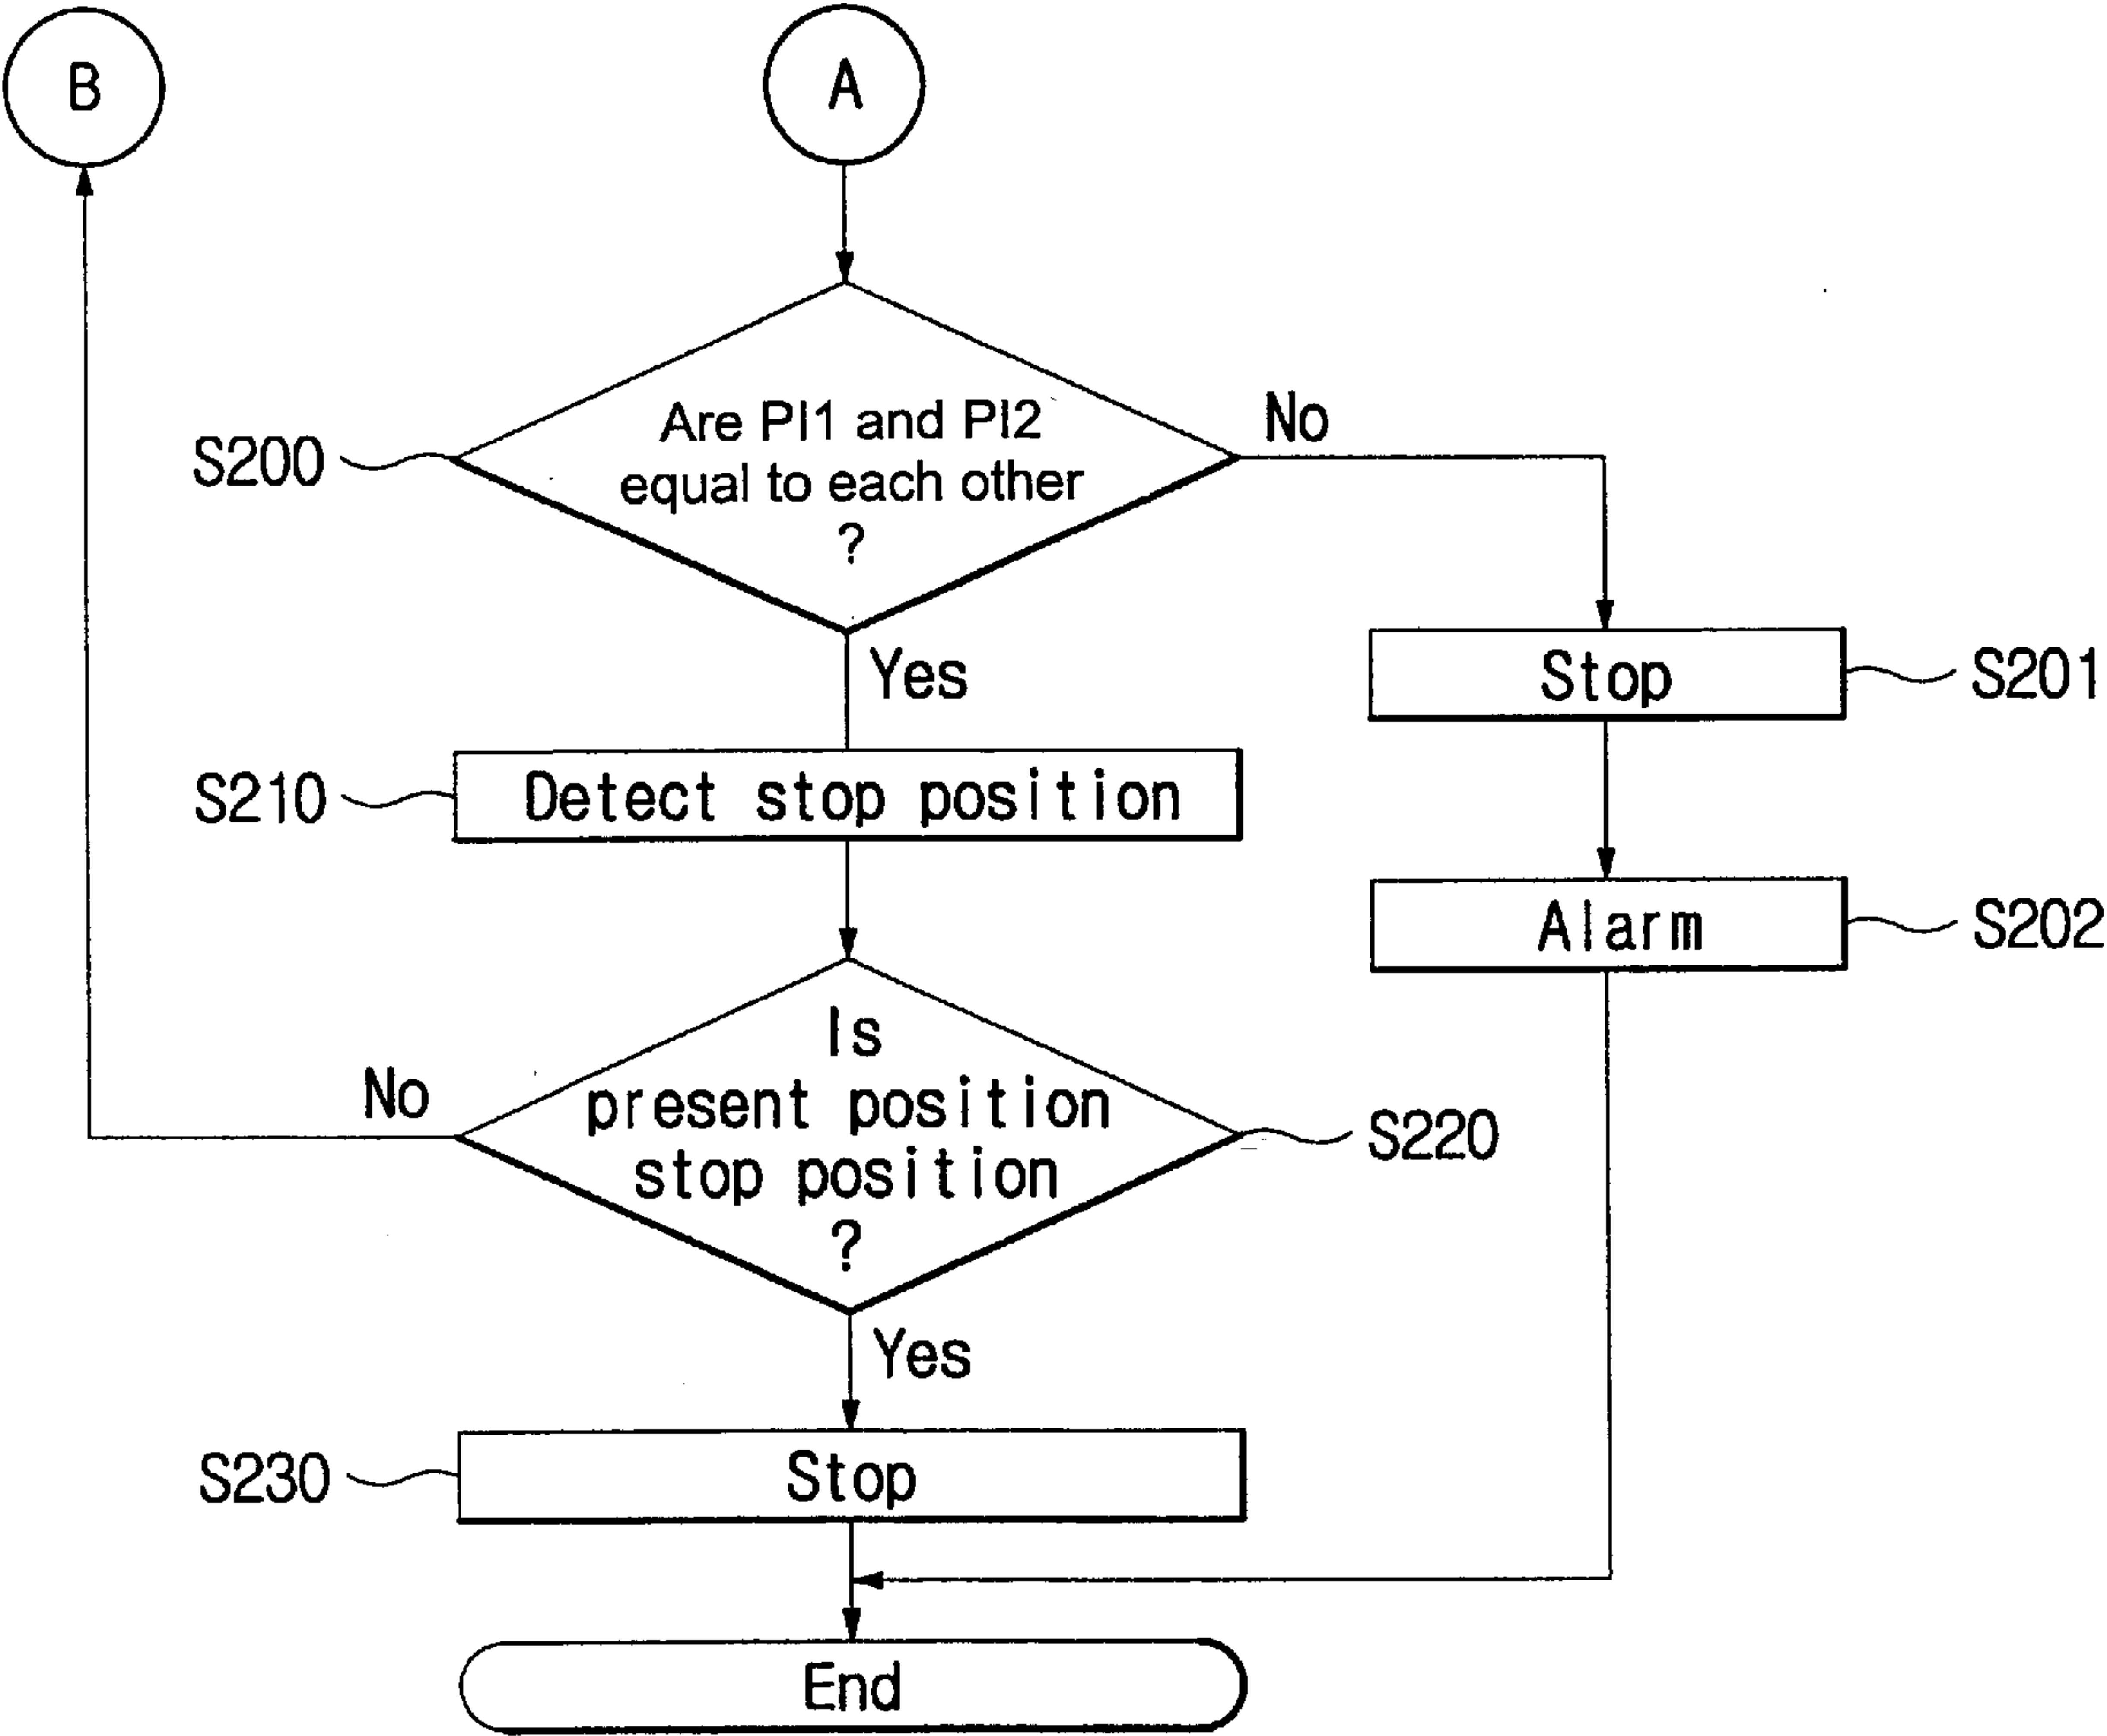 B
A
Are PI1 and PI2
equal to each other
?
No
S200
Yes
Stop
S201
S210
Detect stop position
Alarm
S202
Is
present position
stop position
?
No
S220
Yes
S230
Stop
End